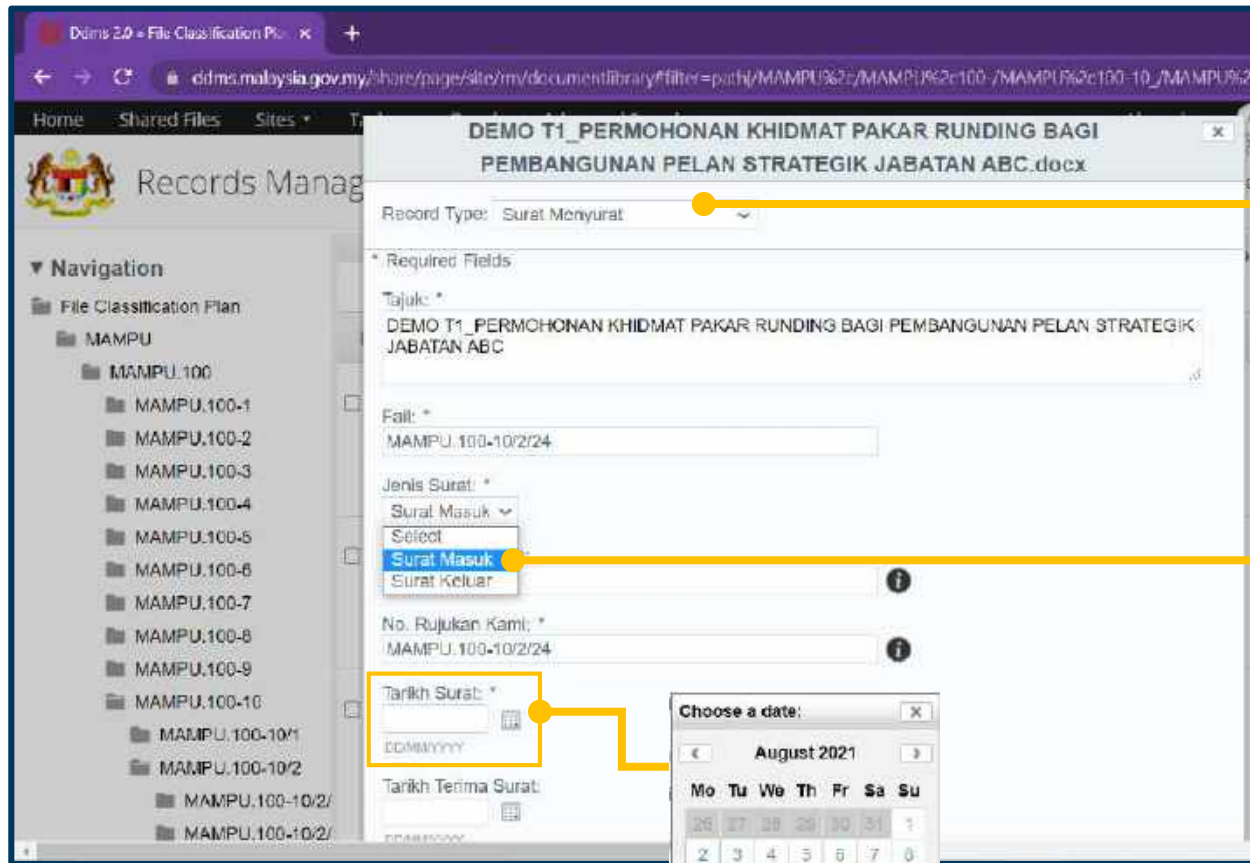 Ddms 2.0 » File Classification Pla
ddms.malaysia.gov.my/share/page/site/rm/documentlibrary#filter=path|/MAMPU%2c/MAMPU%2c100-/MAMPU%2c100-10_/MAMPU%2
Home Shared Files Sites
Records Manag
DEMO T1_PERMOHONAN KHIDMAT PAKAR RUNDING BAGI
PEMBANGUNAN PELAN STRATEGIK JABATAN ABC.docx
Record Type: Surat Menyurat
Navigation
File Classification Plan
MAMPU
MAMPU.100
MAMPU.100-1
MAMPU.100-2
MAMPU.100-3
MAMPU.100-4
MAMPU.100-5
MAMPU.100-6
MAMPU.100-7
MAMPU.100-8
MAMPU.100-9
MAMPU.100-10
MAMPU.100-10/1
MAMPU.100-10/2
MAMPU.100-10/2/
MAMPU.100-10/2/
* Required Fields
Tajuk: *
DEMO T1_PERMOHONAN KHIDMAT PAKAR RUNDING BAGI PEMBANGUNAN PELAN STRATEGIK
JABATAN ABC
Fail: *
MAMPU.100-10/2/24
Jenis Surat: *
Surat Masuk
Select
Surat Masuk
Surat Keluar
No. Rujukan Kami: *
MAMPU.100-10/2/24
Tarikh Surat: *
DD/MM/YYYY
Tarikh Terima Surat:
DD/MM/YYYY
Choose a date:
August 2021
Mo Tu We Th Fr Sa Su
26 27 28 29 30 31 1
2 3 4 5 6 7 8